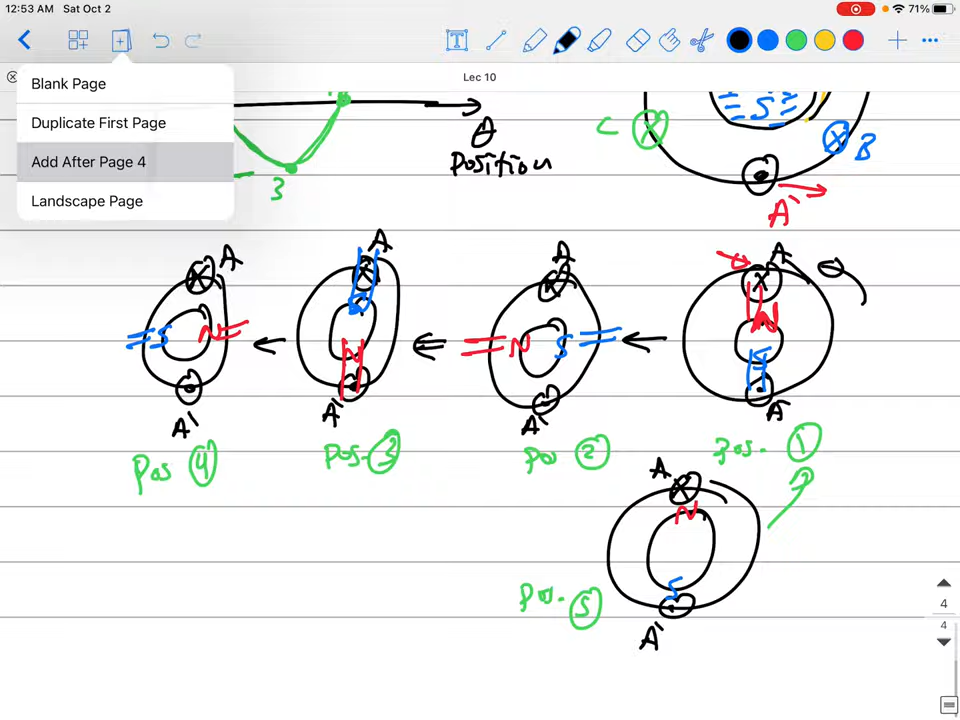 12:53 AM Sat Oct 2
71%
Lec 10
Blank Page
Duplicate First Page
Add After Page 4
Landscape Page
3
θ
Position
S
C
B
A'
A
A
A
A
S N
N
N S
N
S
A'
A'
A'
A'
Pos 4
Pos. 3
Pos 2
Pos. 1
A
N
S
Pos. 5
A'
4
4